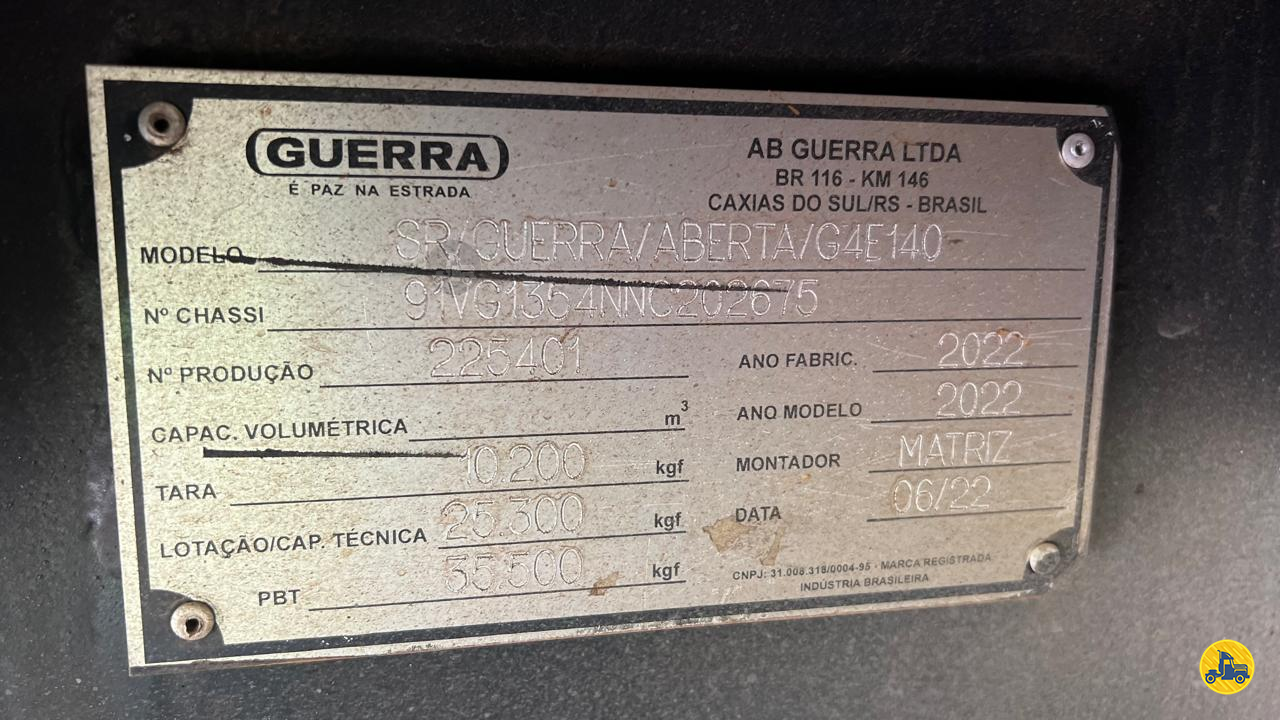 GUERRA
É PAZ NA ESTRADA
AB GUERRA LTDA
BR 116 - KM 146
CAXIAS DO SUL/RS - BRASIL
MODELO SR/GUERRA/ABERTA/G4E140
Nº CHASSI 91VG1354NNC202675
Nº PRODUÇÃO 225401
ANO FABRIC. 2022
CAPAC. VOLUMÉTRICA m³
ANO MODELO 2022
TARA 10.200 kgf
MONTADOR MATRIZ
LOTAÇÃO/CAP. TÉCNICA 25.300 kgf
DATA 06/22
PBT 35.500 kgf
CNPJ: 31.008.318/0004-95 - MARCA REGISTRADA
INDÚSTRIA BRASILEIRA